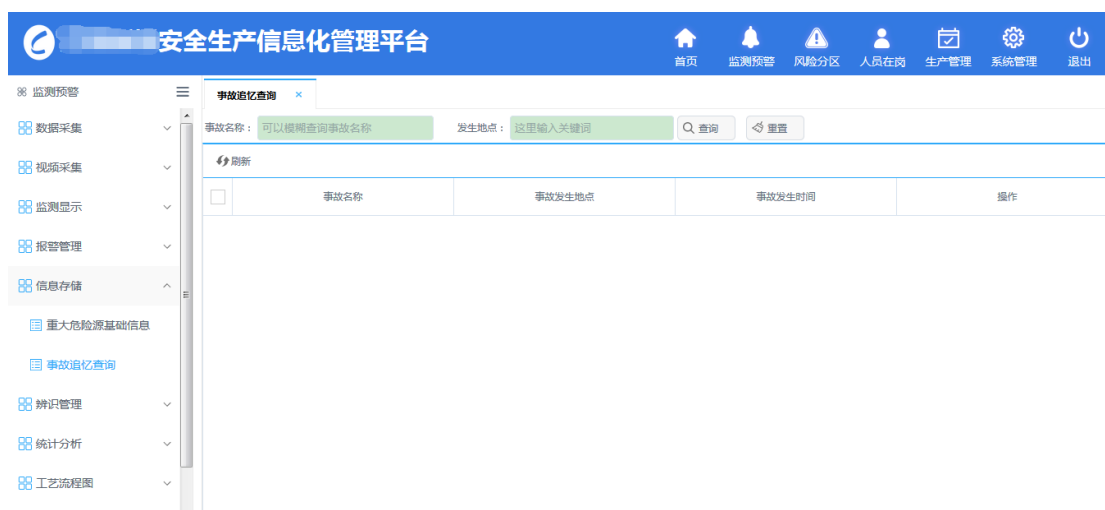 安全生产信息化管理平台
首页 监测预警 风险分区 人员在岗 生产管理 系统管理 退出
监测预警
事故追忆查询 ×
数据采集
事故名称： 可以模糊查询事故名称 发生地点： 这里输入关键词 查询 重置
视频采集
刷新
事故名称 事故发生地点 事故发生时间 操作
监测显示
报警管理
信息存储
重大危险源基础信息
事故追忆查询
辨识管理
统计分析
工艺流程图